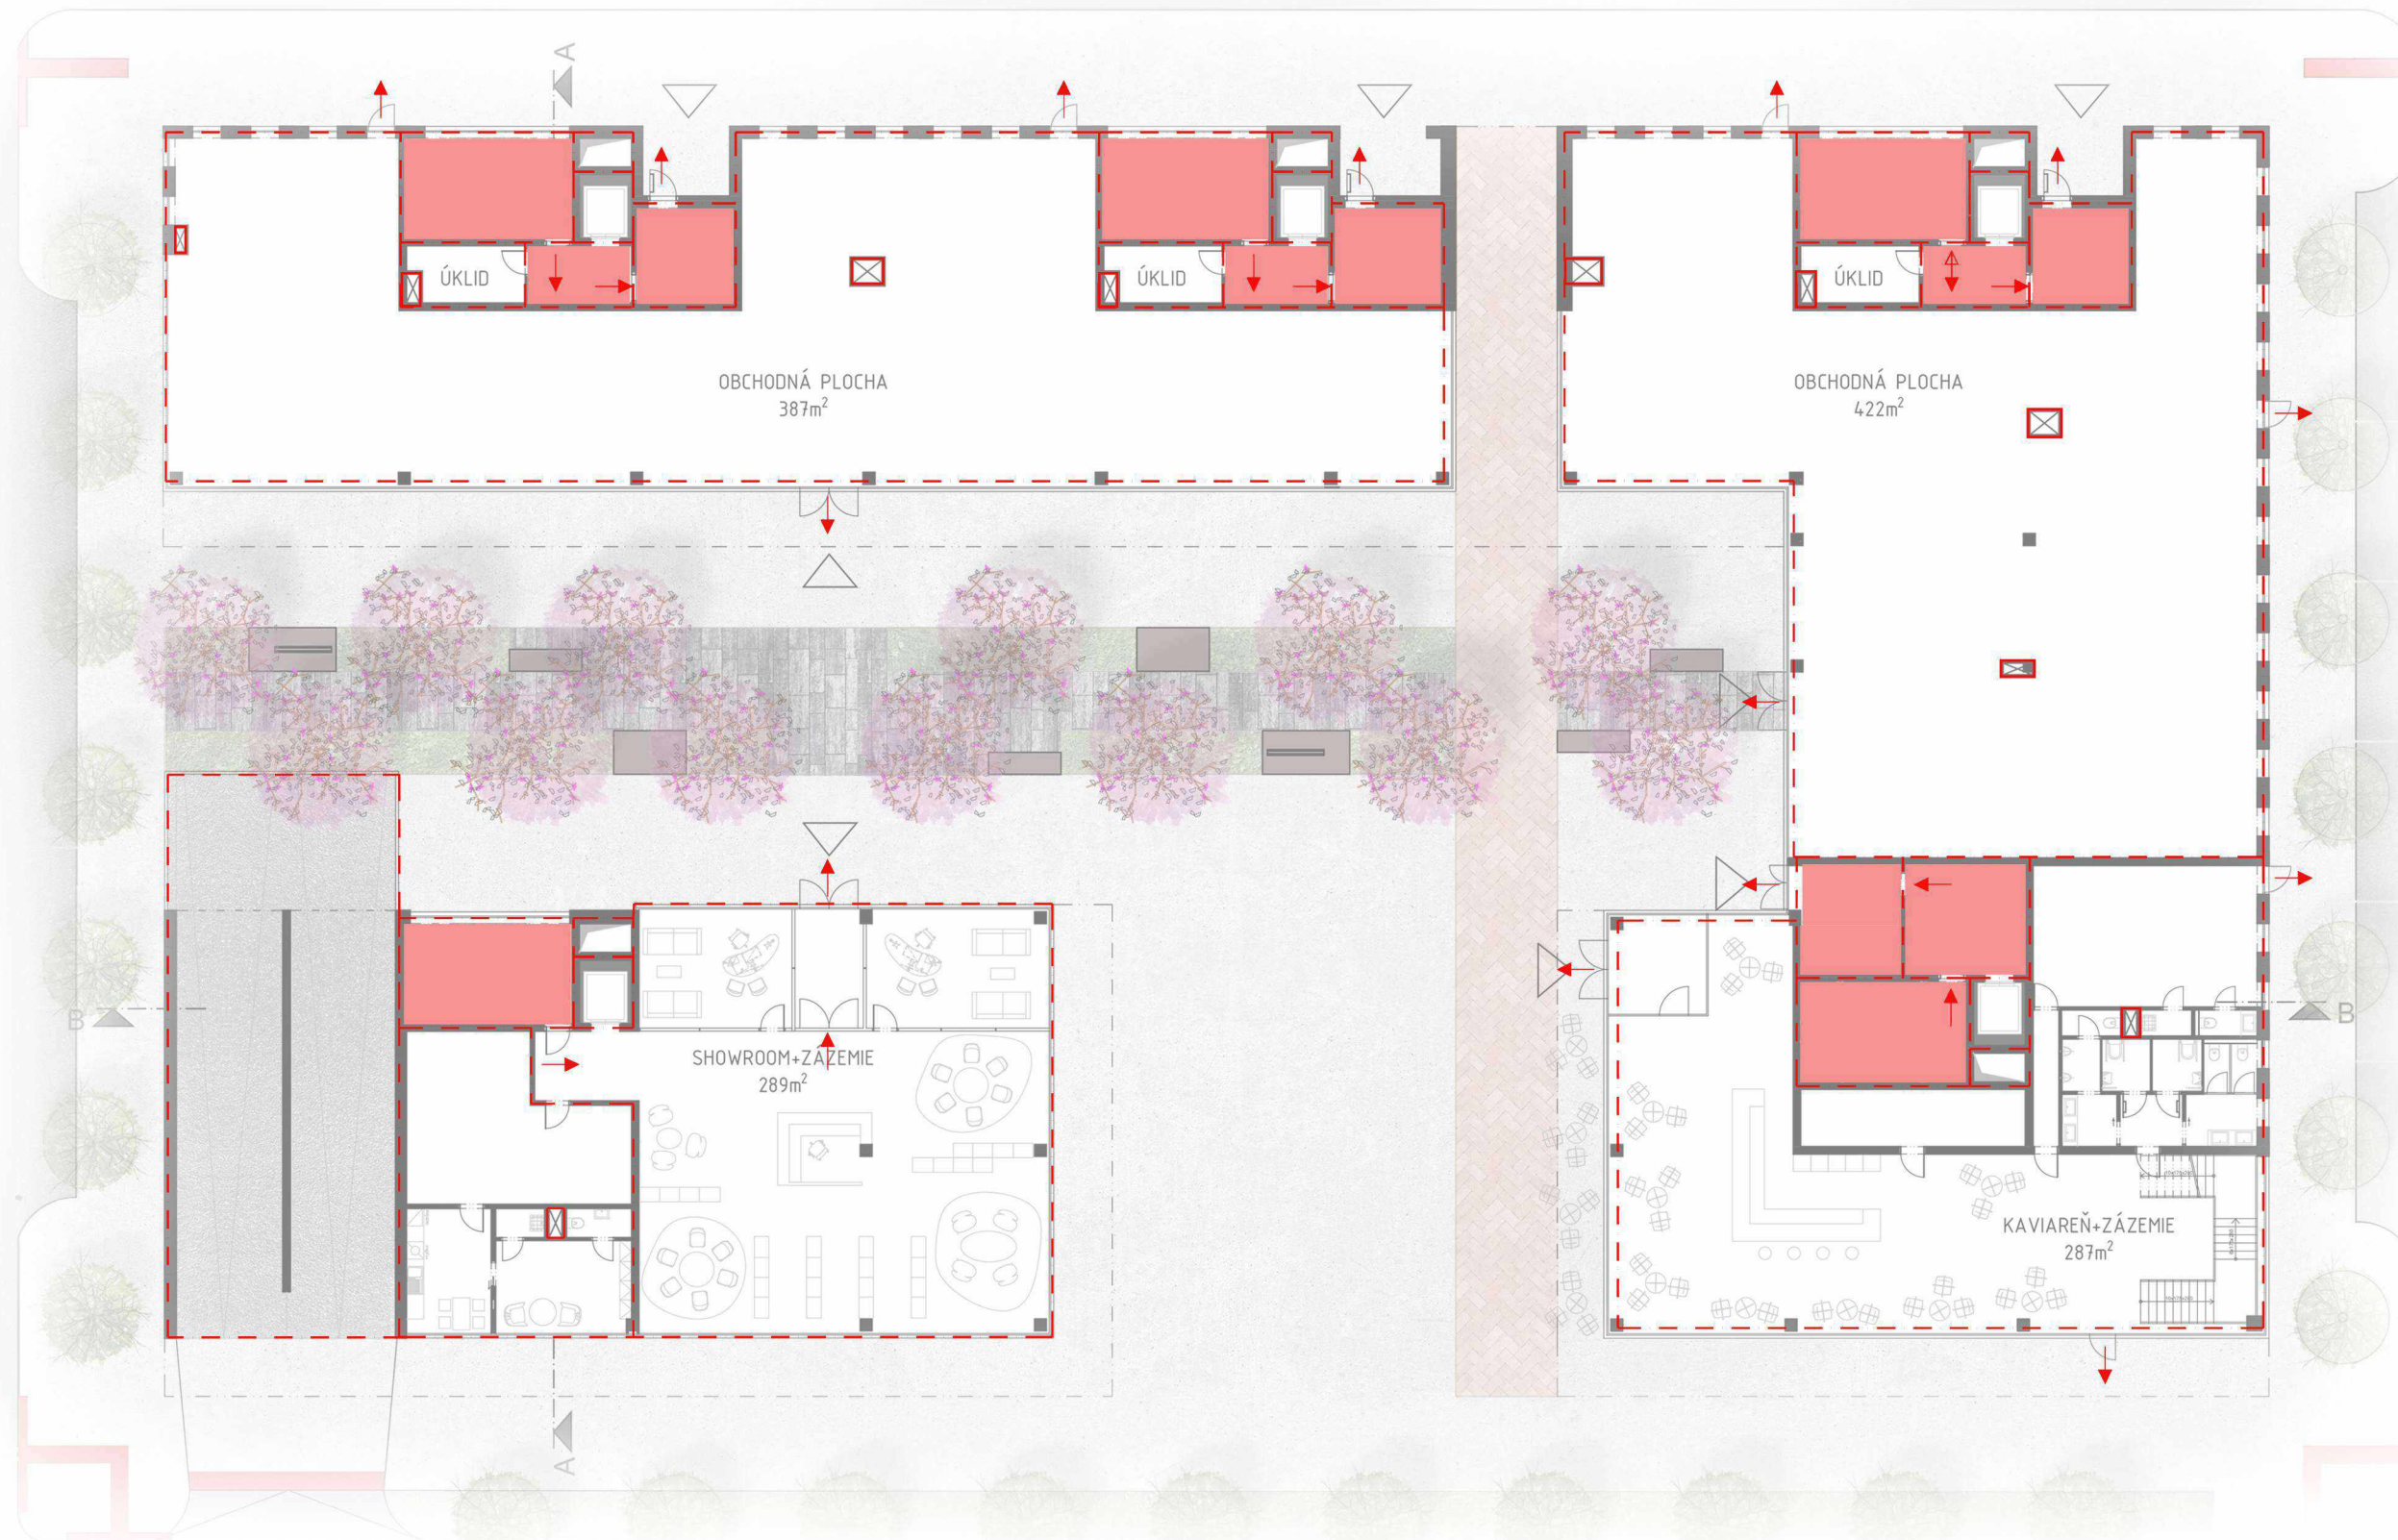 A
ÚKLID
ÚKLID
ÚKLID
OBCHODNÁ PLOCHA
387m²
OBCHODNÁ PLOCHA
422m²
B
B
SHOWROOM+ZÁZEMIE
289m²
KAVIAREŇ+ZÁZEMIE
287m²
A